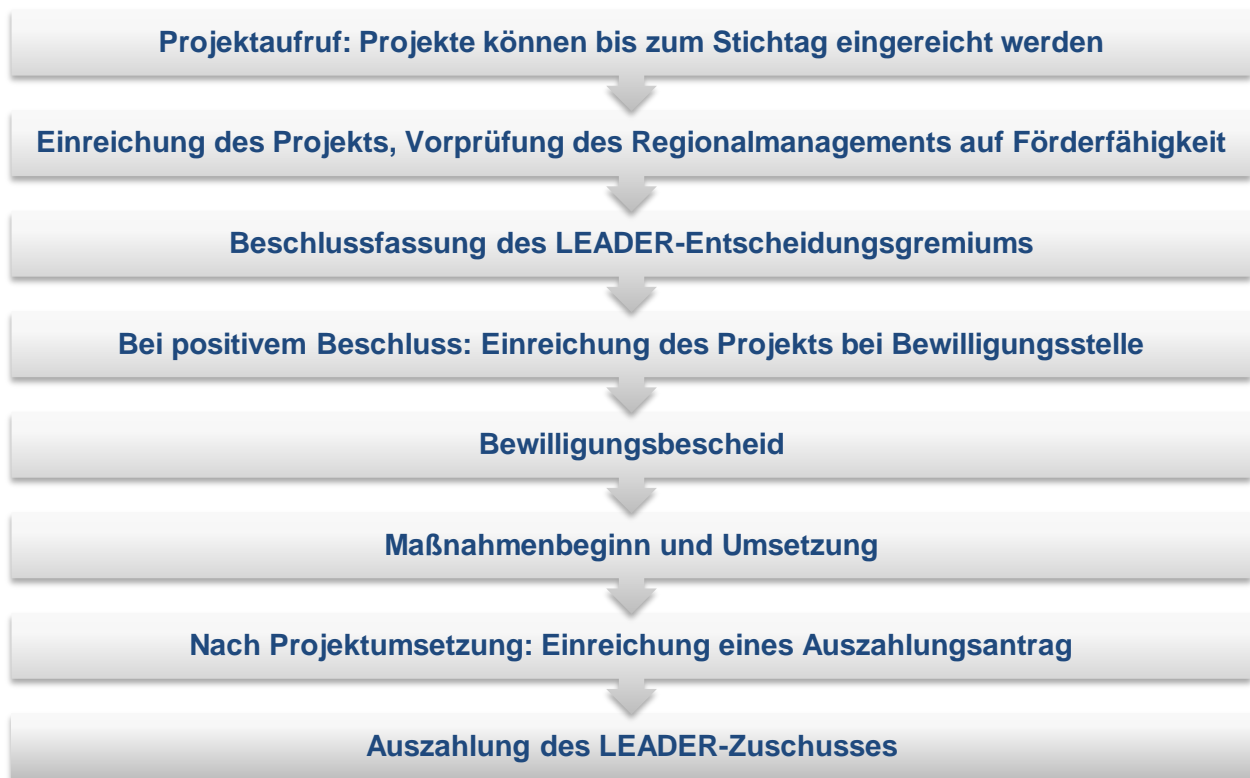 Projektaufruf: Projekte können bis zum Stichtag eingereicht werden
Einreichung des Projekts, Vorprüfung des Regionalmanagements auf Förderfähigkeit
Beschlussfassung des LEADER-Entscheidungsgremiums
Bei positivem Beschluss: Einreichung des Projekts bei Bewilligungsstelle
Bewilligungsbescheid
Maßnahmenbeginn und Umsetzung
Nach Projektumsetzung: Einreichung eines Auszahlungsantrag
Auszahlung des LEADER-Zuschusses